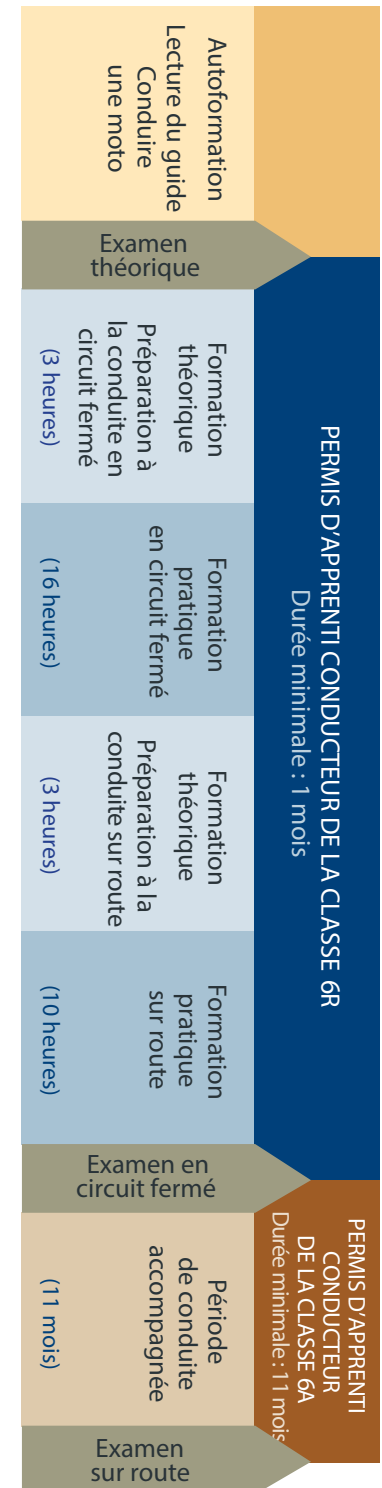 Autoformation
Lecture du guide
Conduire
une moto
Examen
théorique
PERMIS D’APPRENTI CONDUCTEUR DE LA CLASSE 6R
Durée minimale : 1 mois
Formation
théorique
Préparation à
la conduite en
circuit fermé
(3 heures)
Formation
pratique
en circuit fermé
(16 heures)
Formation
théorique
Préparation à la
conduite sur route
(3 heures)
Formation
pratique
sur route
(10 heures)
Examen en
circuit fermé
PERMIS D’APPRENTI
CONDUCTEUR
DE LA CLASSE 6A
Durée minimale : 11 mois
Période
de conduite
accompagnée
(11 mois)
Examen
sur route